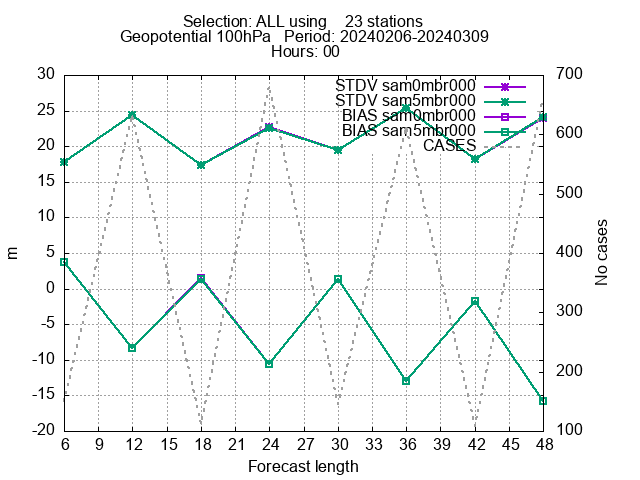 Selection: ALL using    23 stations
Geopotential 100hPa   Period: 20240206-20240309
Hours: 00
STDV sam0mbr000
STDV sam5mbr000
BIAS sam0mbr000
BIAS sam5mbr000
CASES
30
25
20
15
10
5
0
-5
-10
-15
-20
m
700
600
500
400
300
200
100
No cases
6 9 12 15 18 21 24 27 30 33 36 39 42 45 48
Forecast length